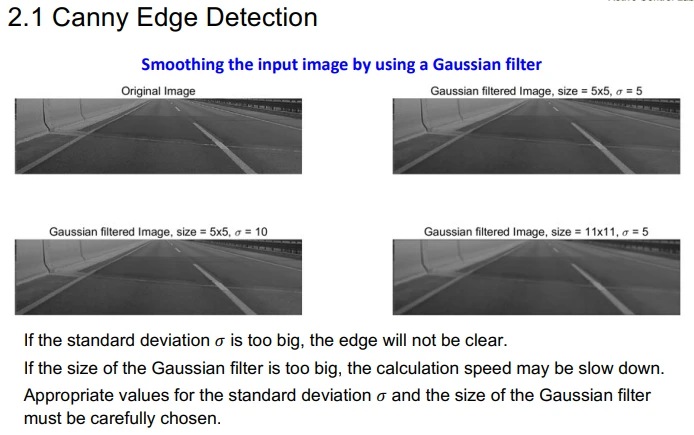 2.1 Canny Edge Detection
Smoothing the input image by using a Gaussian filter
Original Image
Gaussian filtered Image, size = 5x5, σ = 5
Gaussian filtered Image, size = 5x5, σ = 10
Gaussian filtered Image, size = 11x11, σ = 5
If the standard deviation σ is too big, the edge will not be clear.
If the size of the Gaussian filter is too big, the calculation speed may be slow down.
Appropriate values for the standard deviation σ and the size of the Gaussian filter
must be carefully chosen.